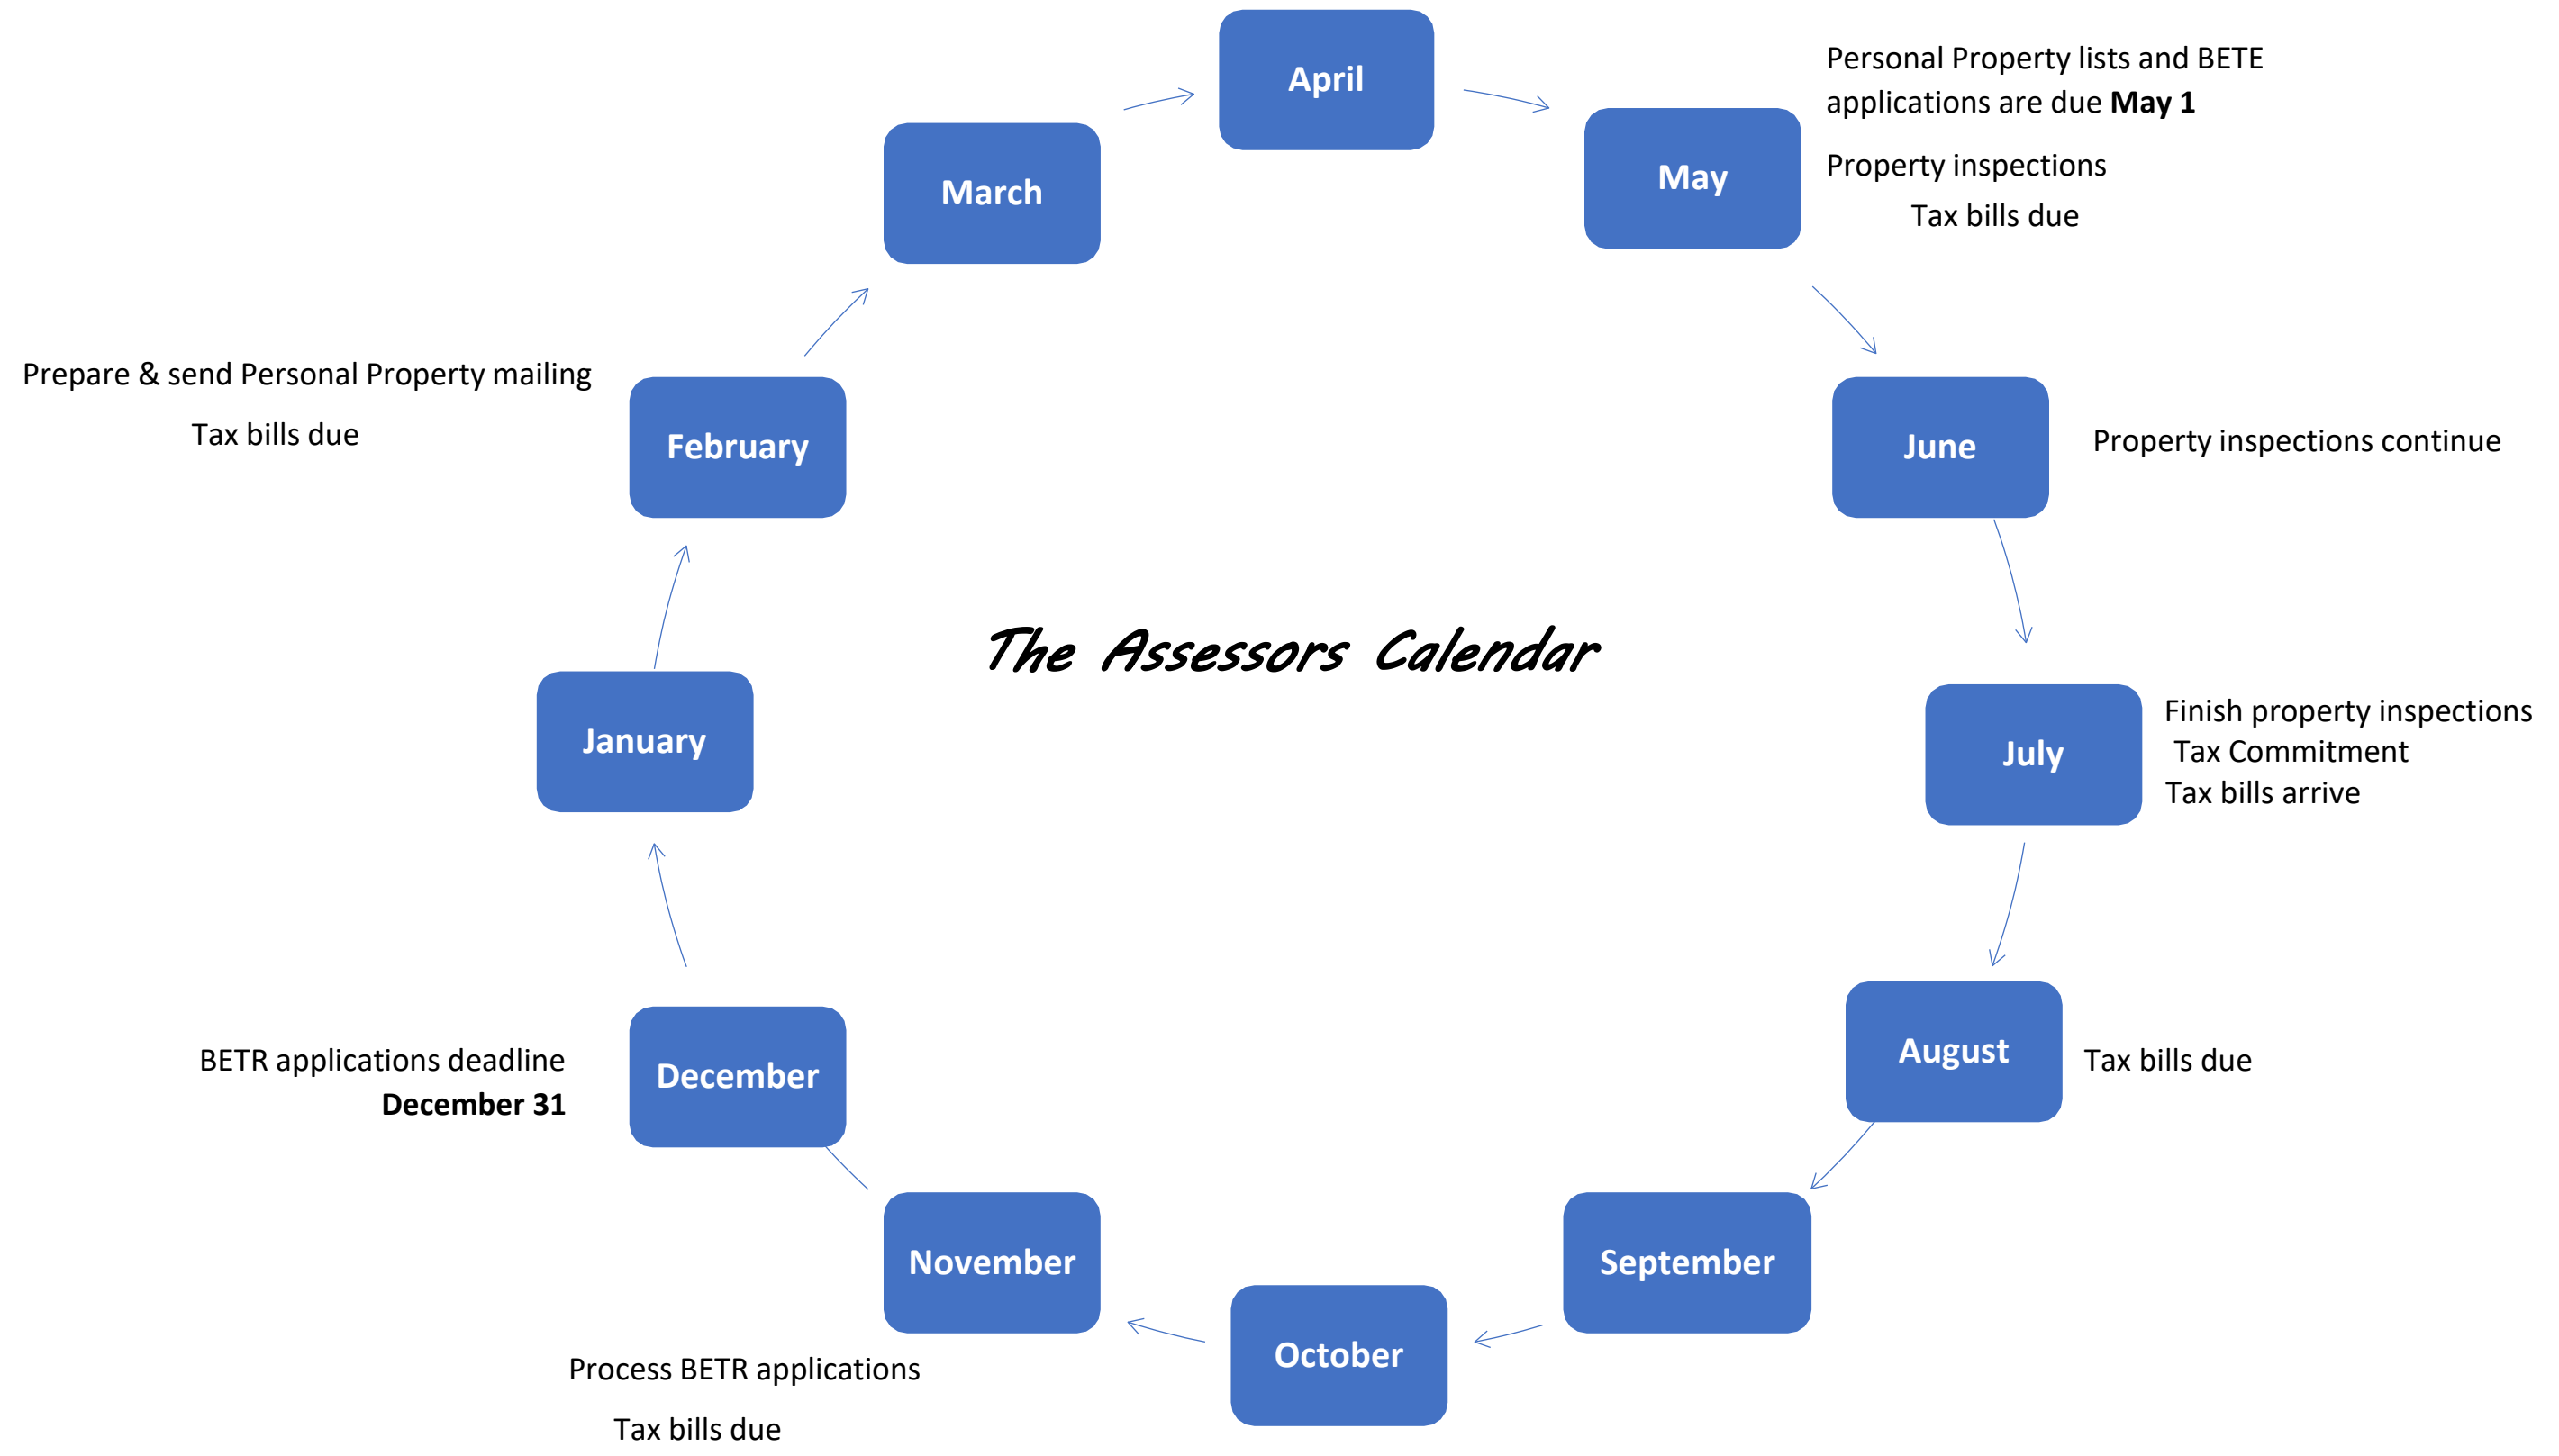 April
Personal Property lists and BETE
applications are due May 1
May
Property inspections
Tax bills due
March
Prepare & send Personal Property mailing
February
Tax bills due
June
Property inspections continue
The Assessors Calendar
January
July
Finish property inspections
Tax Commitment
Tax bills arrive
August
Tax bills due
BETR applications deadline
December 31
December
November
September
October
Process BETR applications
Tax bills due